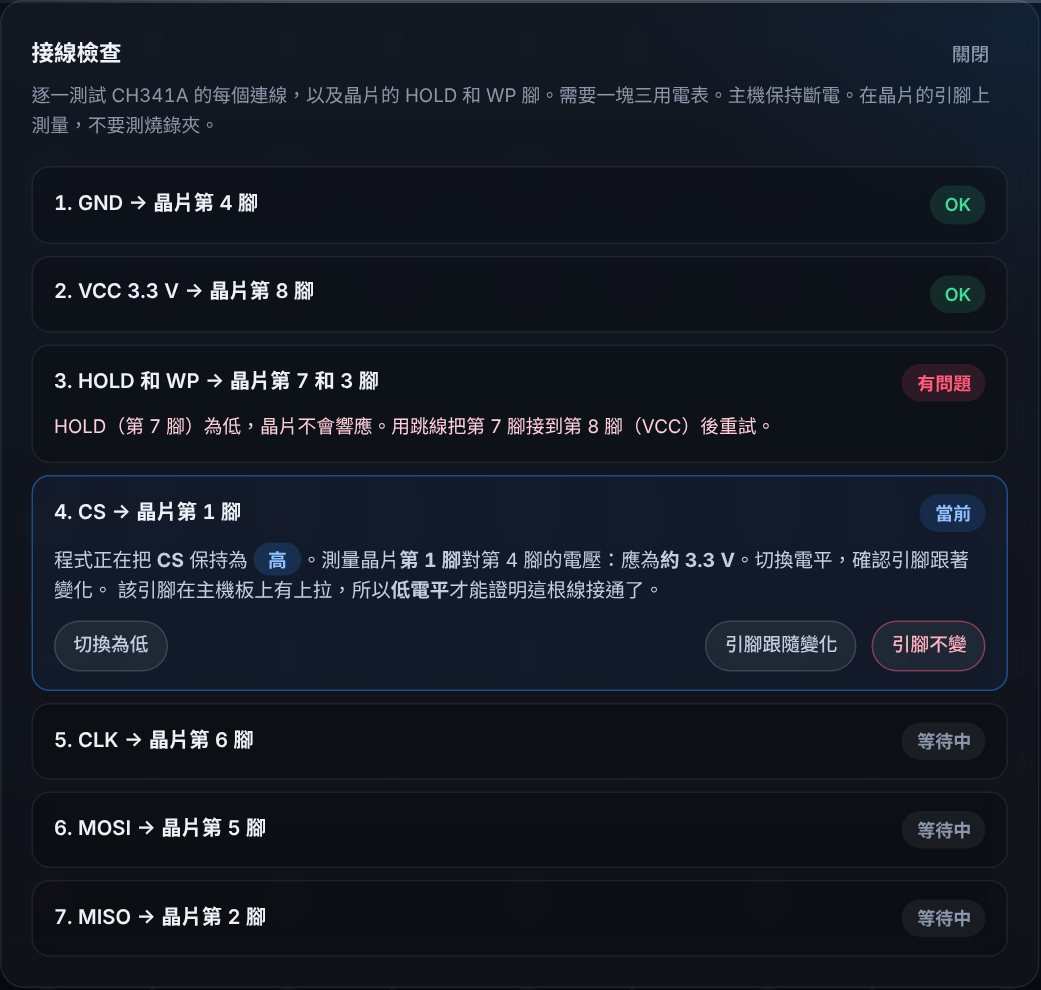 接線檢查
關閉
逐一測試 CH341A 的每個連線，以及晶片的 HOLD 和 WP 腳。需要一塊三用電表。主機保持斷電。在晶片的引腳上
測量，不要測燒錄夾。
1. GND → 晶片第 4 腳
OK
2. VCC 3.3 V → 晶片第 8 腳
OK
3. HOLD 和 WP → 晶片第 7 和 3 腳
有問題
HOLD（第 7 腳）為低，晶片不會響應。用跳線把第 7 腳接到第 8 腳（VCC）後重試。
4. CS → 晶片第 1 腳
當前
程式正在把 CS 保持為 高 。測量晶片第 1 腳對第 4 腳的電壓：應為約 3.3 V。切換電平，確認引腳跟著
變化。 該引腳在主機板上有上拉，所以低電平才能證明這根線接通了。
切換為低
引腳跟隨變化
引腳不變
5. CLK → 晶片第 6 腳
等待中
6. MOSI → 晶片第 5 腳
等待中
7. MISO → 晶片第 2 腳
等待中